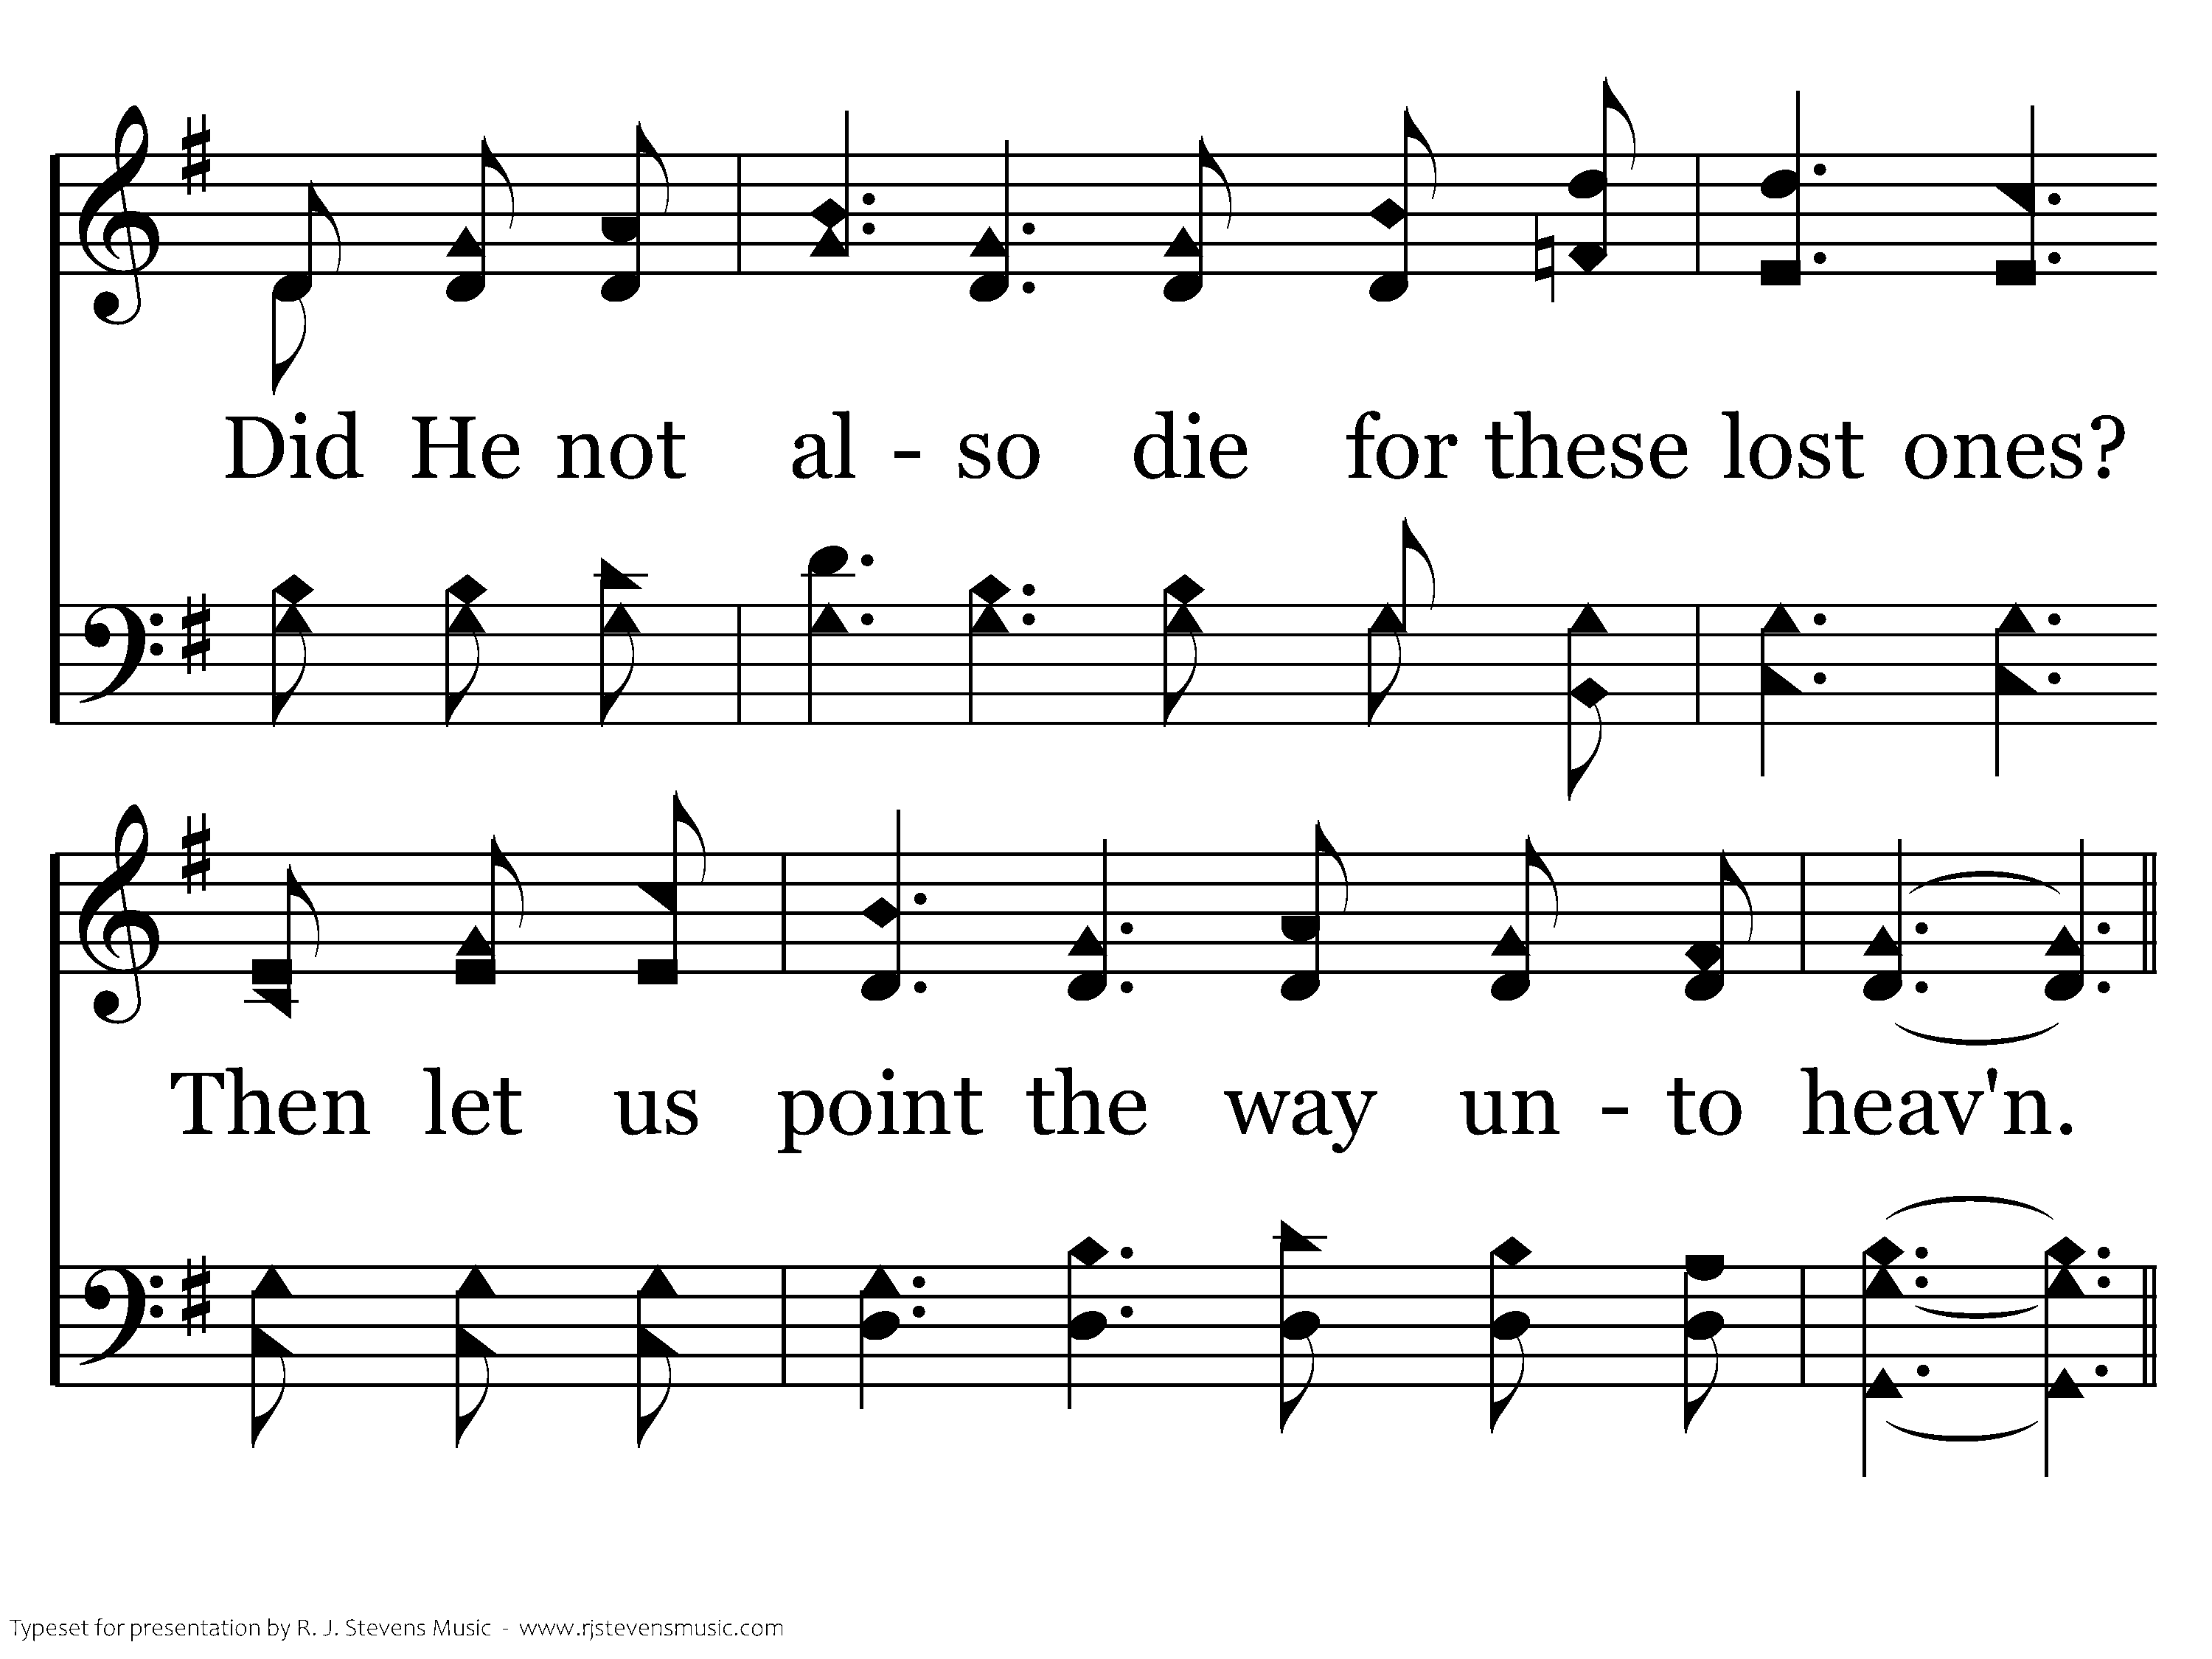 Did He not al - so die for these lost ones?
Then let us point the way un - to heav'n.
Typeset for presentation by R. J. Stevens Music - www.rjstevensmusic.com